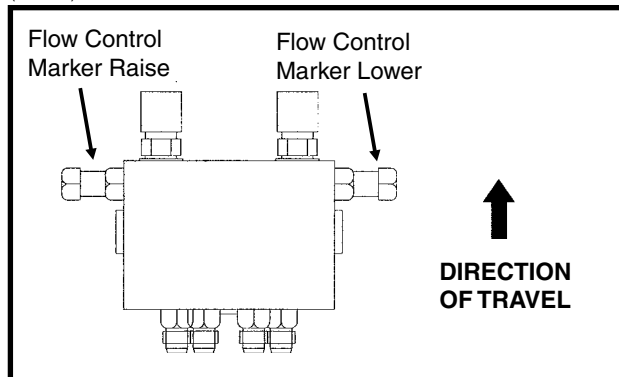 Flow Control
Marker Raise
Flow Control
Marker Lower
DIRECTION
OF TRAVEL